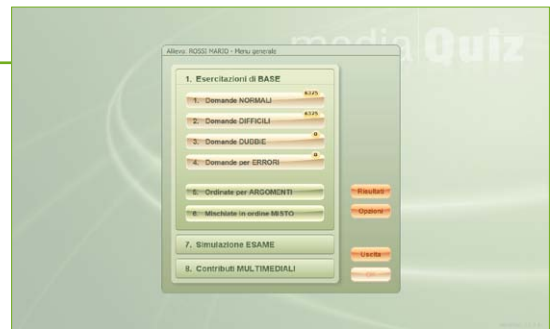 media Quiz
Allievo: ROSSI MARIO - Menu generale
1. Esercitazioni di BASE
1. Domande NORMALI
2. Domande DIFFICILI
3. Domande DUBBIE
0
4. Domande per ERRORI
0
5. Ordinate per ARGOMENTI
6. Mischiate in ordine MISTO
7. Simulazione ESAME
8. Contributi MULTIMEDIALI
Risultati
Opzioni
Uscita